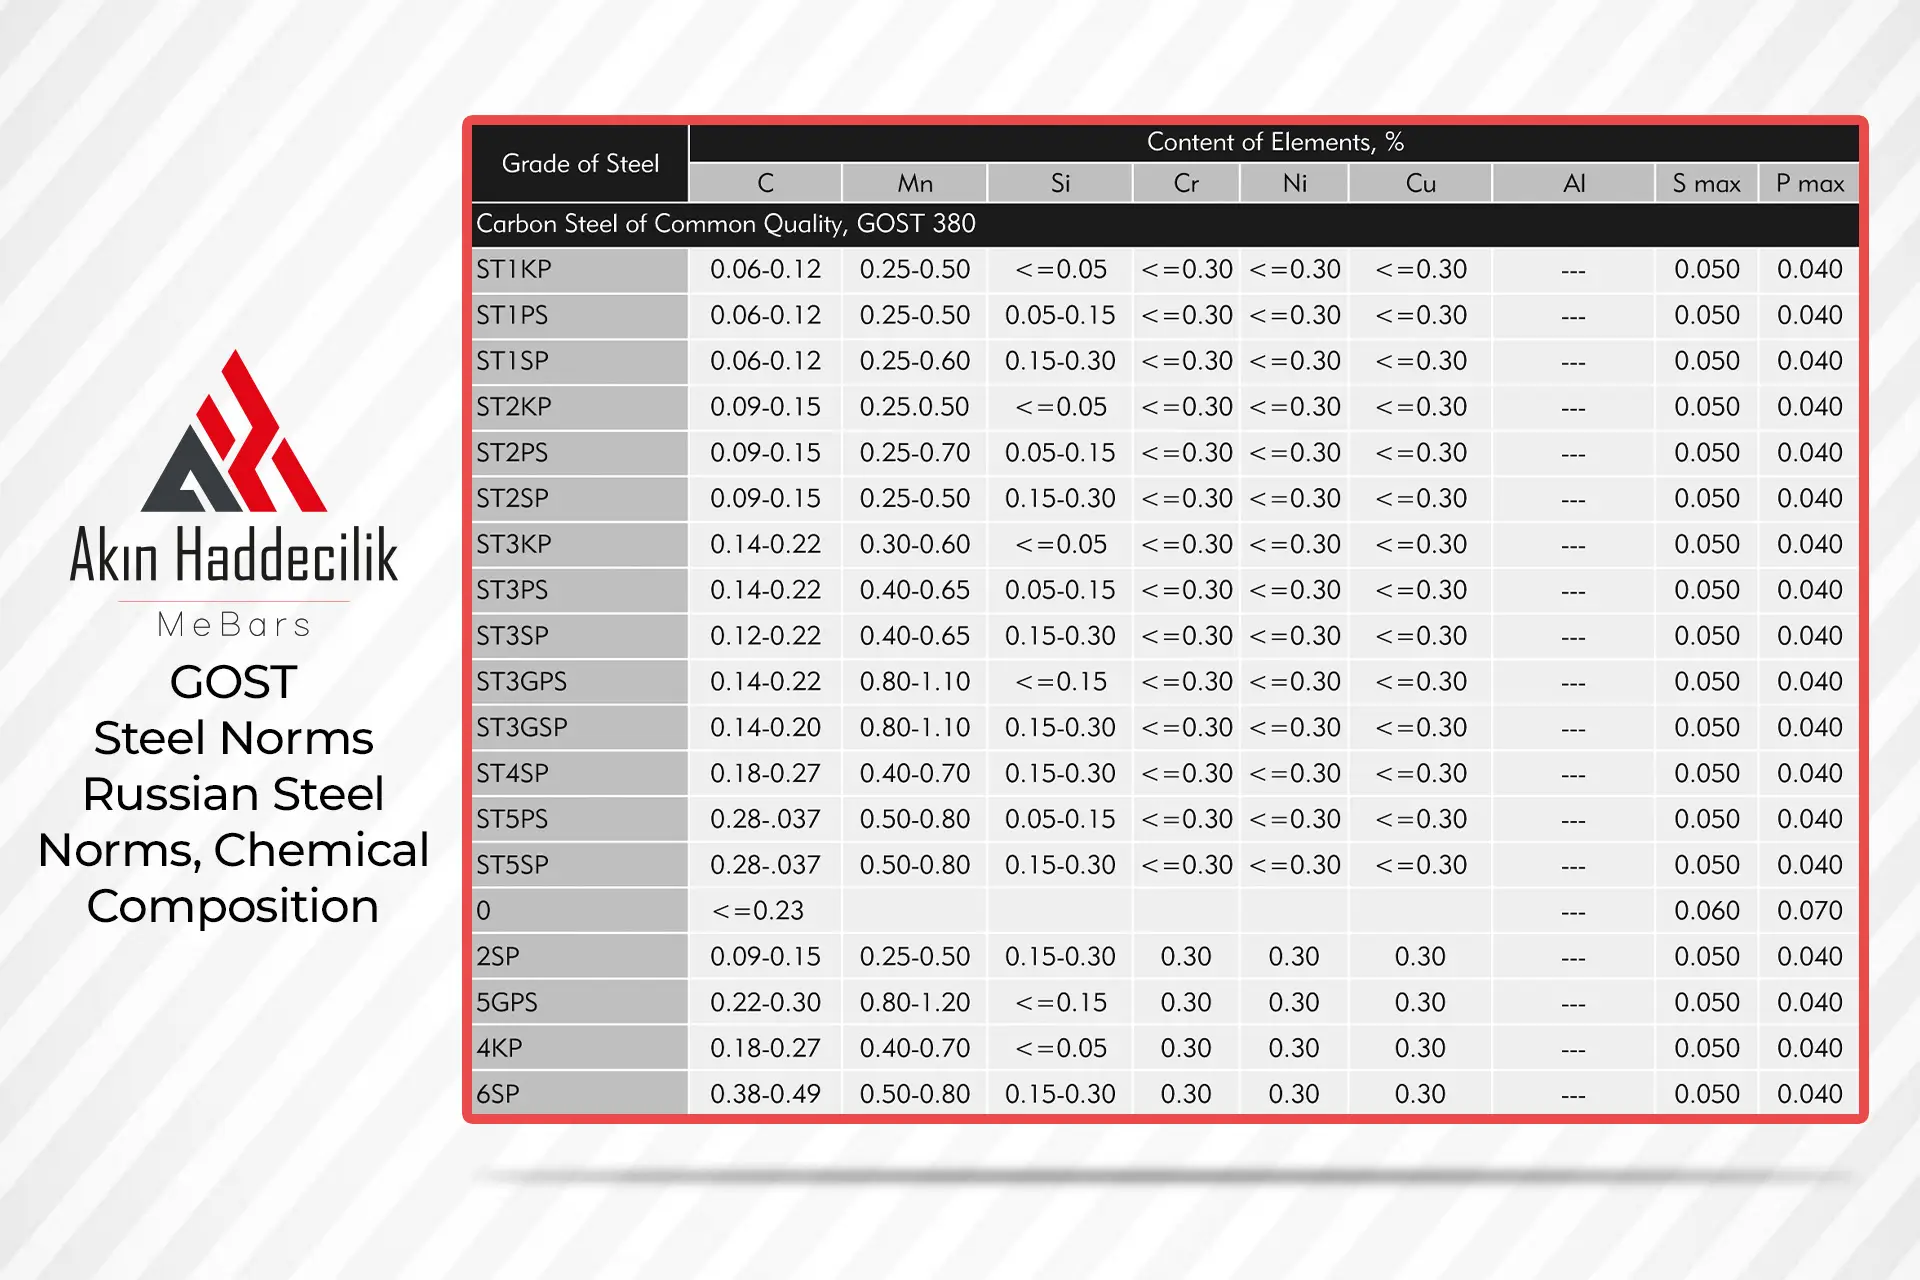 Akın Haddecilik
MeBars
GOST
Steel Norms
Russian Steel
Norms, Chemical
Composition
Grade of Steel
Content of Elements, %
C Mn Si Cr Ni Cu Al S max P max
Carbon Steel of Common Quality, GOST 380
ST1KP 0.06-0.12 0.25-0.50 <=0.05 <=0.30 <=0.30 <=0.30 --- 0.050 0.040
ST1PS 0.06-0.12 0.25-0.50 0.05-0.15 <=0.30 <=0.30 <=0.30 --- 0.050 0.040
ST1SP 0.06-0.12 0.25-0.60 0.15-0.30 <=0.30 <=0.30 <=0.30 --- 0.050 0.040
ST2KP 0.09-0.15 0.25.0.50 <=0.05 <=0.30 <=0.30 <=0.30 --- 0.050 0.040
ST2PS 0.09-0.15 0.25-0.70 0.05-0.15 <=0.30 <=0.30 <=0.30 --- 0.050 0.040
ST2SP 0.09-0.15 0.25-0.50 0.15-0.30 <=0.30 <=0.30 <=0.30 --- 0.050 0.040
ST3KP 0.14-0.22 0.30-0.60 <=0.05 <=0.30 <=0.30 <=0.30 --- 0.050 0.040
ST3PS 0.14-0.22 0.40-0.65 0.05-0.15 <=0.30 <=0.30 <=0.30 --- 0.050 0.040
ST3SP 0.12-0.22 0.40-0.65 0.15-0.30 <=0.30 <=0.30 <=0.30 --- 0.050 0.040
ST3GPS 0.14-0.22 0.80-1.10 <=0.15 <=0.30 <=0.30 <=0.30 --- 0.050 0.040
ST3GSP 0.14-0.20 0.80-1.10 0.15-0.30 <=0.30 <=0.30 <=0.30 --- 0.050 0.040
ST4SP 0.18-0.27 0.40-0.70 0.15-0.30 <=0.30 <=0.30 <=0.30 --- 0.050 0.040
ST5PS 0.28-.037 0.50-0.80 0.05-0.15 <=0.30 <=0.30 <=0.30 --- 0.050 0.040
ST5SP 0.28-.037 0.50-0.80 0.15-0.30 <=0.30 <=0.30 <=0.30 --- 0.050 0.040
0 <=0.23 --- 0.060 0.070
2SP 0.09-0.15 0.25-0.50 0.15-0.30 0.30 0.30 0.30 --- 0.050 0.040
5GPS 0.22-0.30 0.80-1.20 <=0.15 0.30 0.30 0.30 --- 0.050 0.040
4KP 0.18-0.27 0.40-0.70 <=0.05 0.30 0.30 0.30 --- 0.050 0.040
6SP 0.38-0.49 0.50-0.80 0.15-0.30 0.30 0.30 0.30 --- 0.050 0.040